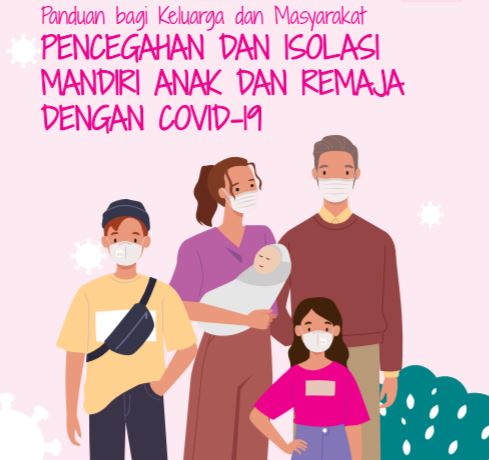 Panduan bagi Keluarga dan Masyarakat
PENCEGAHAN DAN ISOLASI
MANDIRI ANAK DAN REMAJA
DENGAN COVID-19